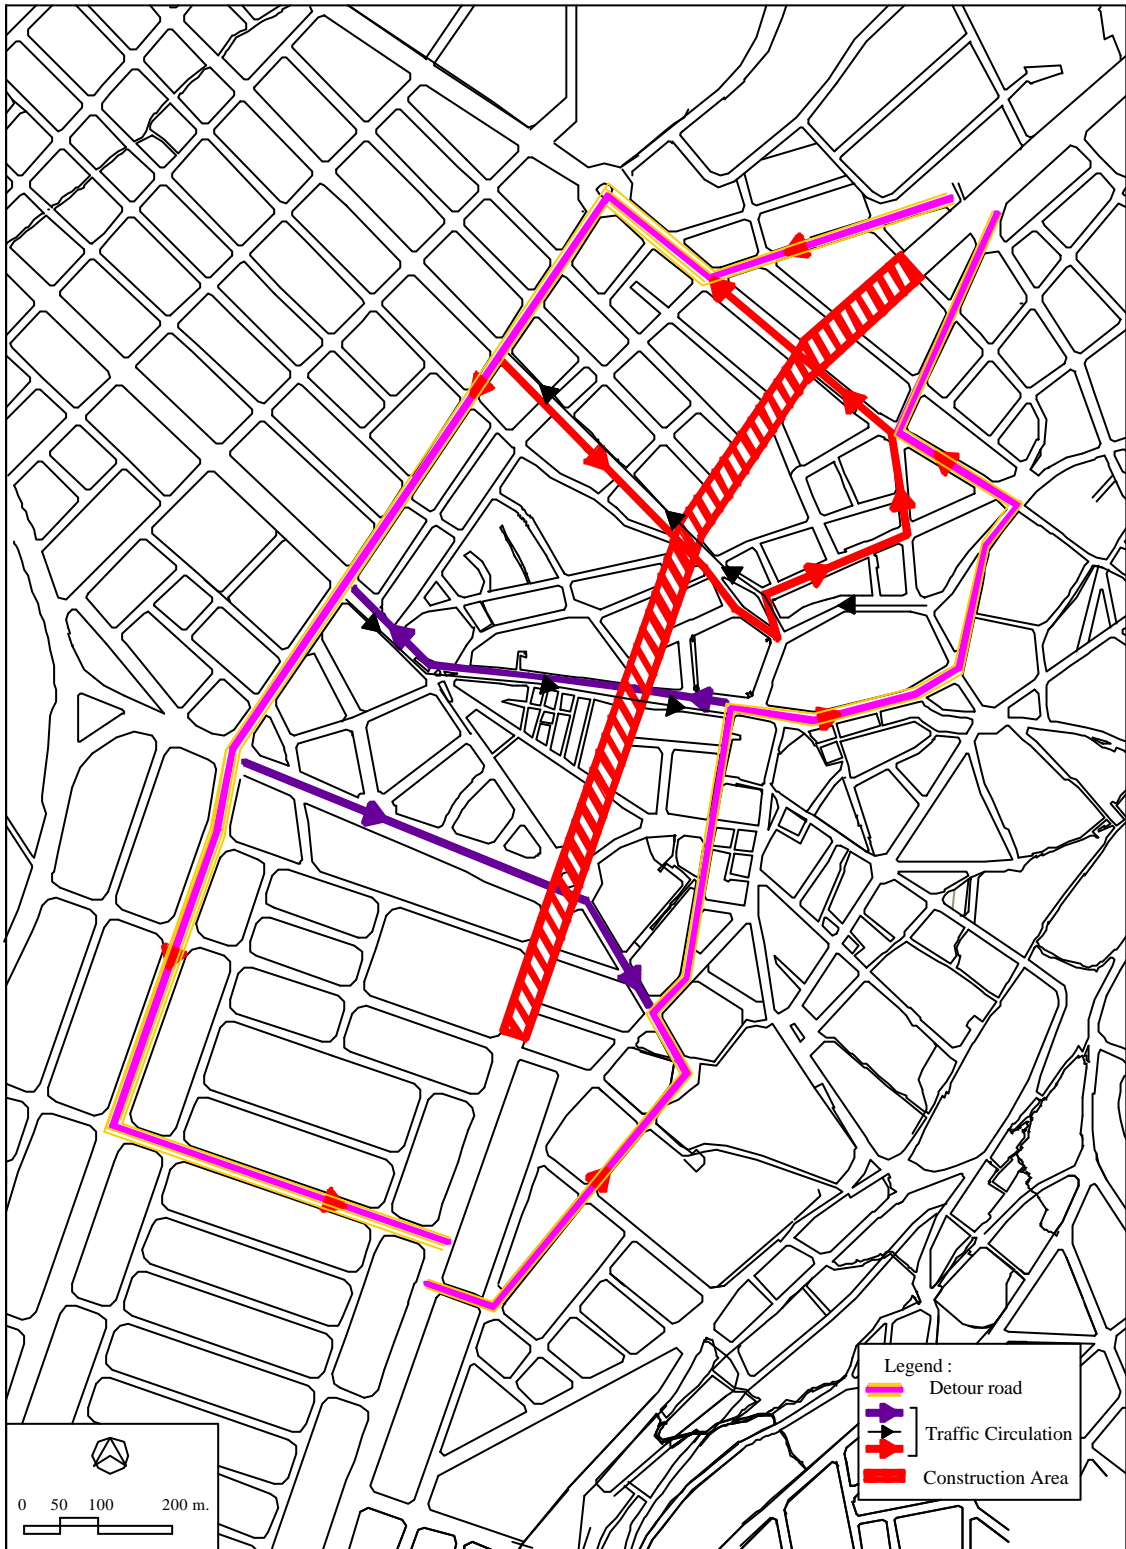 Legend :
Detour road
Traffic Circulation
Construction Area
0 50 100 200 m.